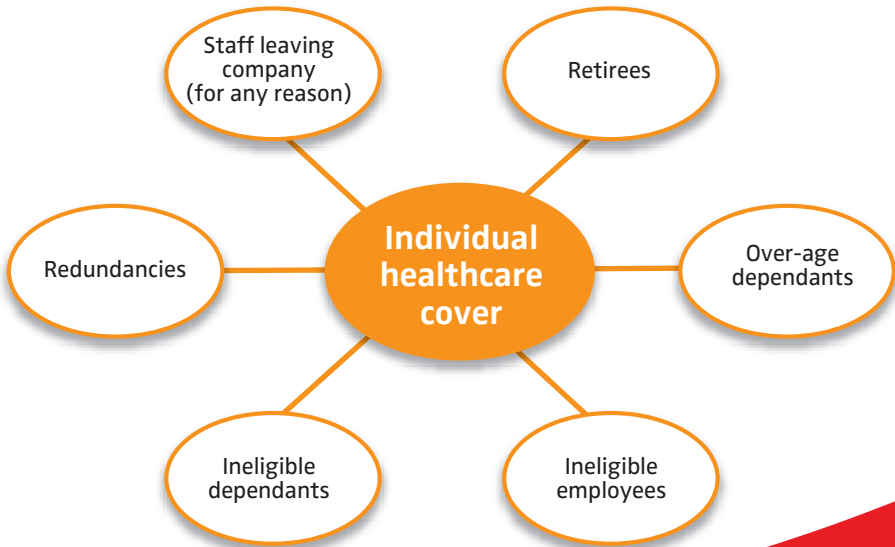 Staff leaving
company
(for any reason)
Retirees
Redundancies
Individual
healthcare
cover
Over-age
dependants
Ineligible
dependants
Ineligible
employees